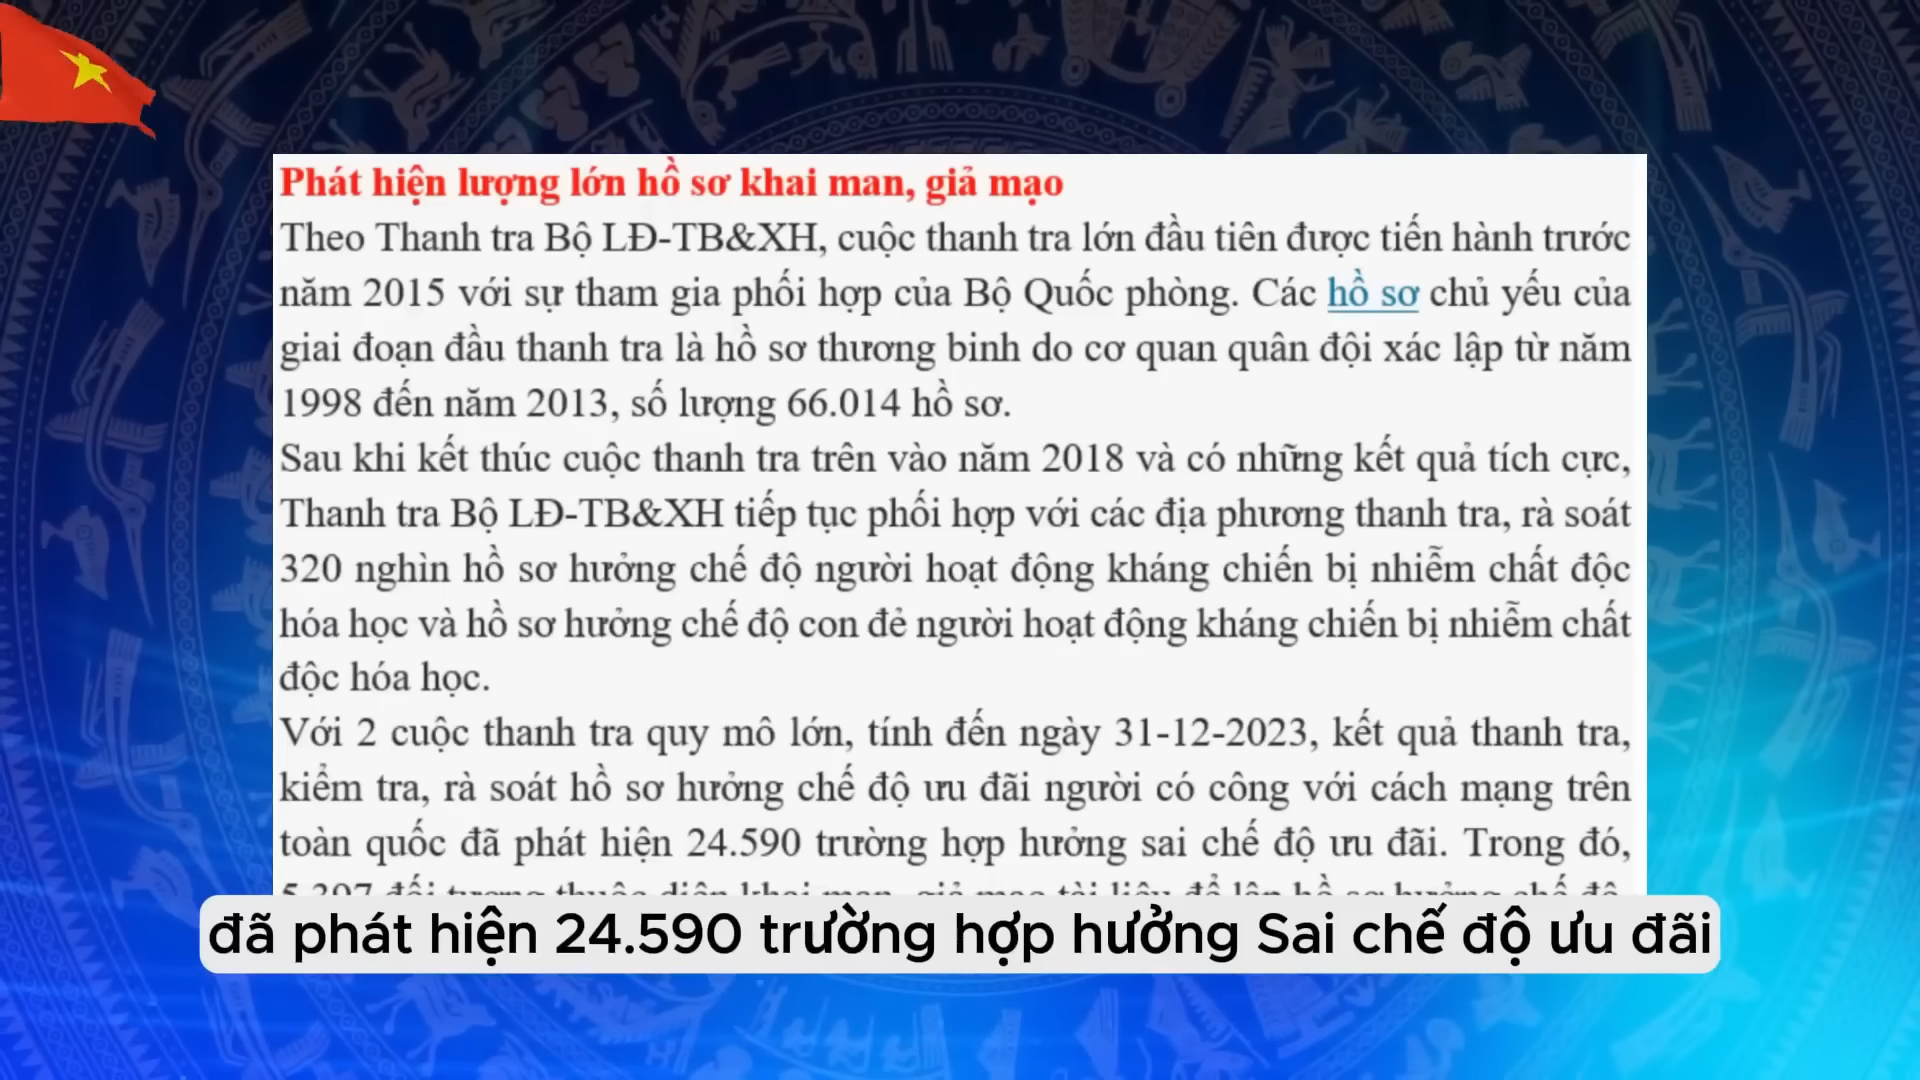 Phát hiện lượng lớn hồ sơ khai man, giả mạo
Theo Thanh tra Bộ LĐ-TB&XH, cuộc thanh tra lớn đầu tiên được tiến hành trước
năm 2015 với sự tham gia phối hợp của Bộ Quốc phòng. Các hồ sơ chủ yếu của
giai đoạn đầu thanh tra là hồ sơ thương binh do cơ quan quân đội xác lập từ năm
1998 đến năm 2013, số lượng 66.014 hồ sơ.
Sau khi kết thúc cuộc thanh tra trên vào năm 2018 và có những kết quả tích cực,
Thanh tra Bộ LĐ-TB&XH tiếp tục phối hợp với các địa phương thanh tra, rà soát
320 nghìn hồ sơ hưởng chế độ người hoạt động kháng chiến bị nhiễm chất độc
hóa học và hồ sơ hưởng chế độ con đẻ người hoạt động kháng chiến bị nhiễm chất
độc hóa học.
Với 2 cuộc thanh tra quy mô lớn, tính đến ngày 31-12-2023, kết quả thanh tra,
kiểm tra, rà soát hồ sơ hưởng chế độ ưu đãi người có công với cách mạng trên
toàn quốc đã phát hiện 24.590 trường hợp hưởng sai chế độ ưu đãi. Trong đó,
đã phát hiện 24.590 trường hợp hưởng Sai chế độ ưu đãi